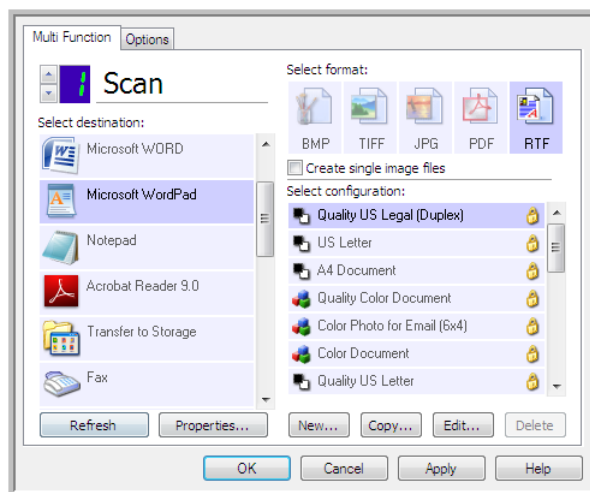 Multi Function
Options
1 Scan
Select destination:
Microsoft WORD
Microsoft WordPad
Notepad
Acrobat Reader 9.0
Transfer to Storage
Fax
Refresh
Properties...
Select format:
BMP TIFF JPG PDF RTF
Create single image files
Select configuration:
Quality US Legal (Duplex)
US Letter
A4 Document
Quality Color Document
Color Photo for Email (6x4)
Color Document
Quality US Letter
New... Copy... Edit... Delete
OK Cancel Apply Help